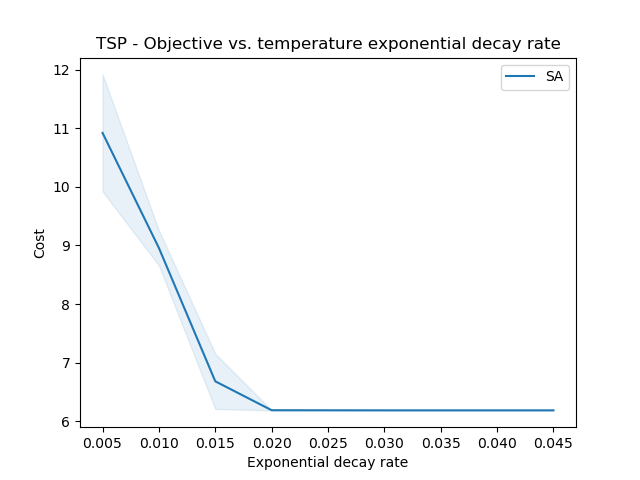 TSP - Objective vs. temperature exponential decay rate
SA
12
11
10
9
8
7
6
Cost
0.005 0.010 0.015 0.020 0.025 0.030 0.035 0.040 0.045
Exponential decay rate